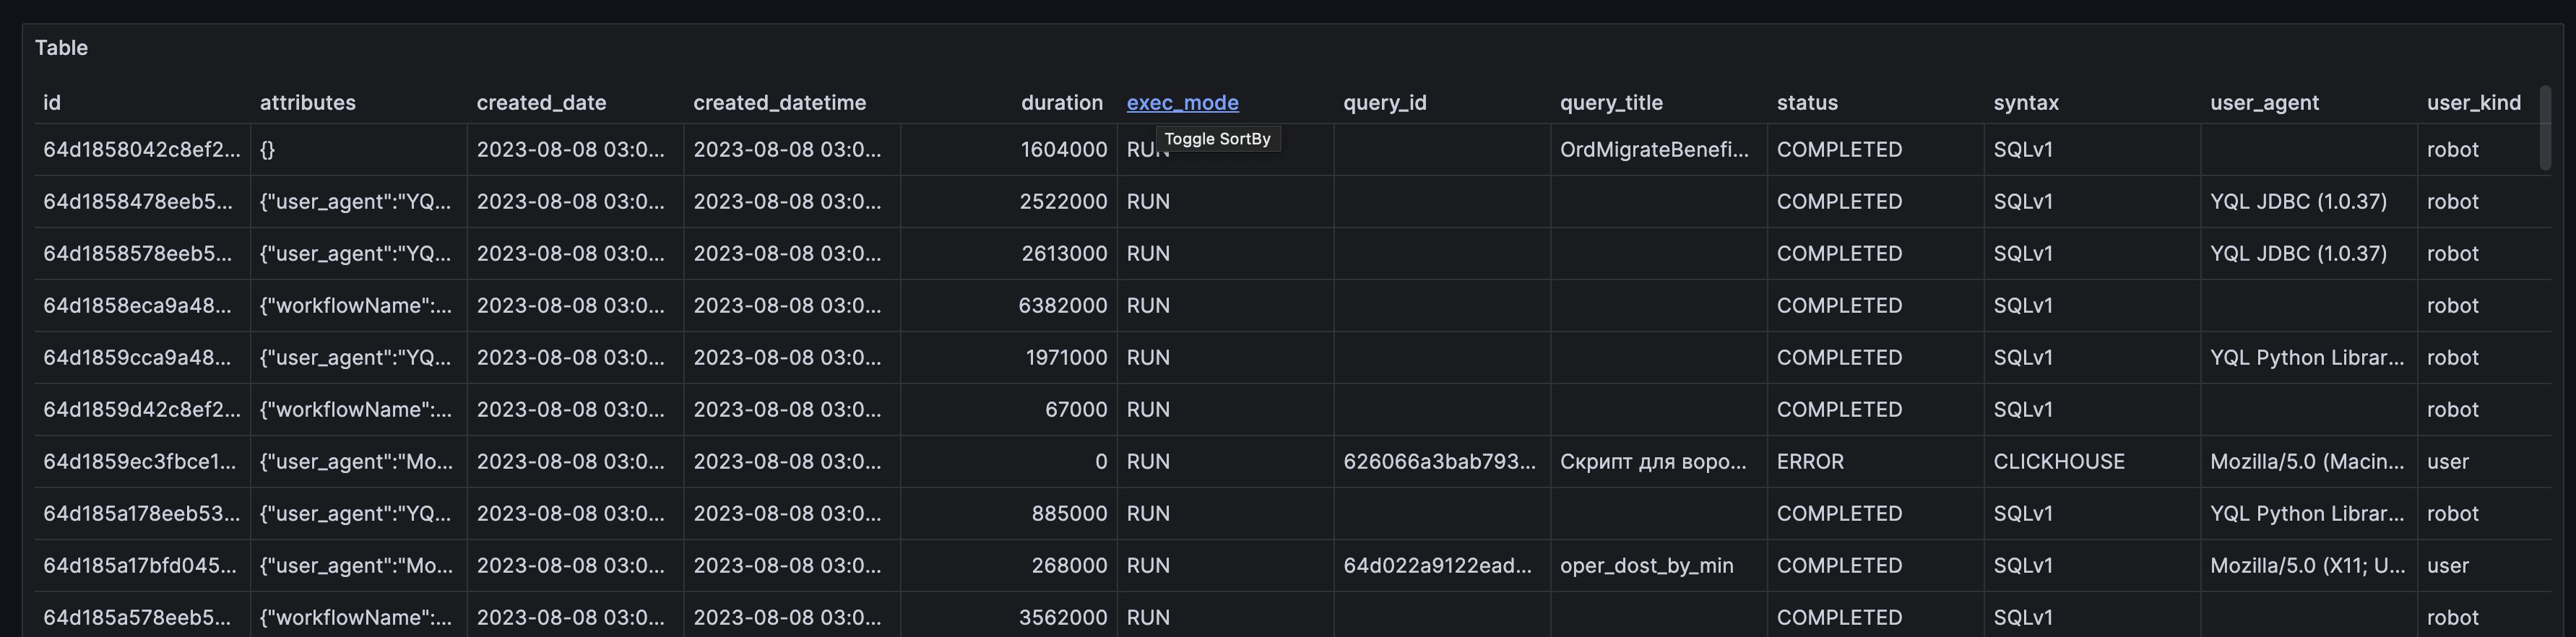 Table
id attributes created_date created_datetime duration exec_mode query_id query_title status syntax user_agent user_kind
Toggle SortBy
64d1858042c8ef2... {} 2023-08-08 03:0... 2023-08-08 03:0... 1604000 RUN OrdMigrateBenefi... COMPLETED SQLv1 robot
64d1858478eeb5... {"user_agent":"YQ... 2023-08-08 03:0... 2023-08-08 03:0... 2522000 RUN COMPLETED SQLv1 YQL JDBC (1.0.37) robot
64d1858578eeb5... {"user_agent":"YQ... 2023-08-08 03:0... 2023-08-08 03:0... 2613000 RUN COMPLETED SQLv1 YQL JDBC (1.0.37) robot
64d1858eca9a48... {"workflowName":... 2023-08-08 03:0... 2023-08-08 03:0... 6382000 RUN COMPLETED SQLv1 robot
64d1859cca9a48... {"user_agent":"YQ... 2023-08-08 03:0... 2023-08-08 03:0... 1971000 RUN COMPLETED SQLv1 YQL Python Librar... robot
64d1859d42c8ef2... {"workflowName":... 2023-08-08 03:0... 2023-08-08 03:0... 67000 RUN COMPLETED SQLv1 robot
64d1859ec3fbce1... {"user_agent":"Mo... 2023-08-08 03:0... 2023-08-08 03:0... 0 RUN 626066a3bab793... Скрипт для воро... ERROR CLICKHOUSE Mozilla/5.0 (Macin... user
64d185a178eeb53... {"user_agent":"YQ... 2023-08-08 03:0... 2023-08-08 03:0... 885000 RUN COMPLETED SQLv1 YQL Python Librar... robot
64d185a17bfd045... {"user_agent":"Mo... 2023-08-08 03:0... 2023-08-08 03:0... 268000 RUN 64d022a9122ead... oper_dost_by_min COMPLETED SQLv1 Mozilla/5.0 (X11; U... user
64d185a578eeb5... {"workflowName":... 2023-08-08 03:0... 2023-08-08 03:0... 3562000 RUN COMPLETED SQLv1 robot